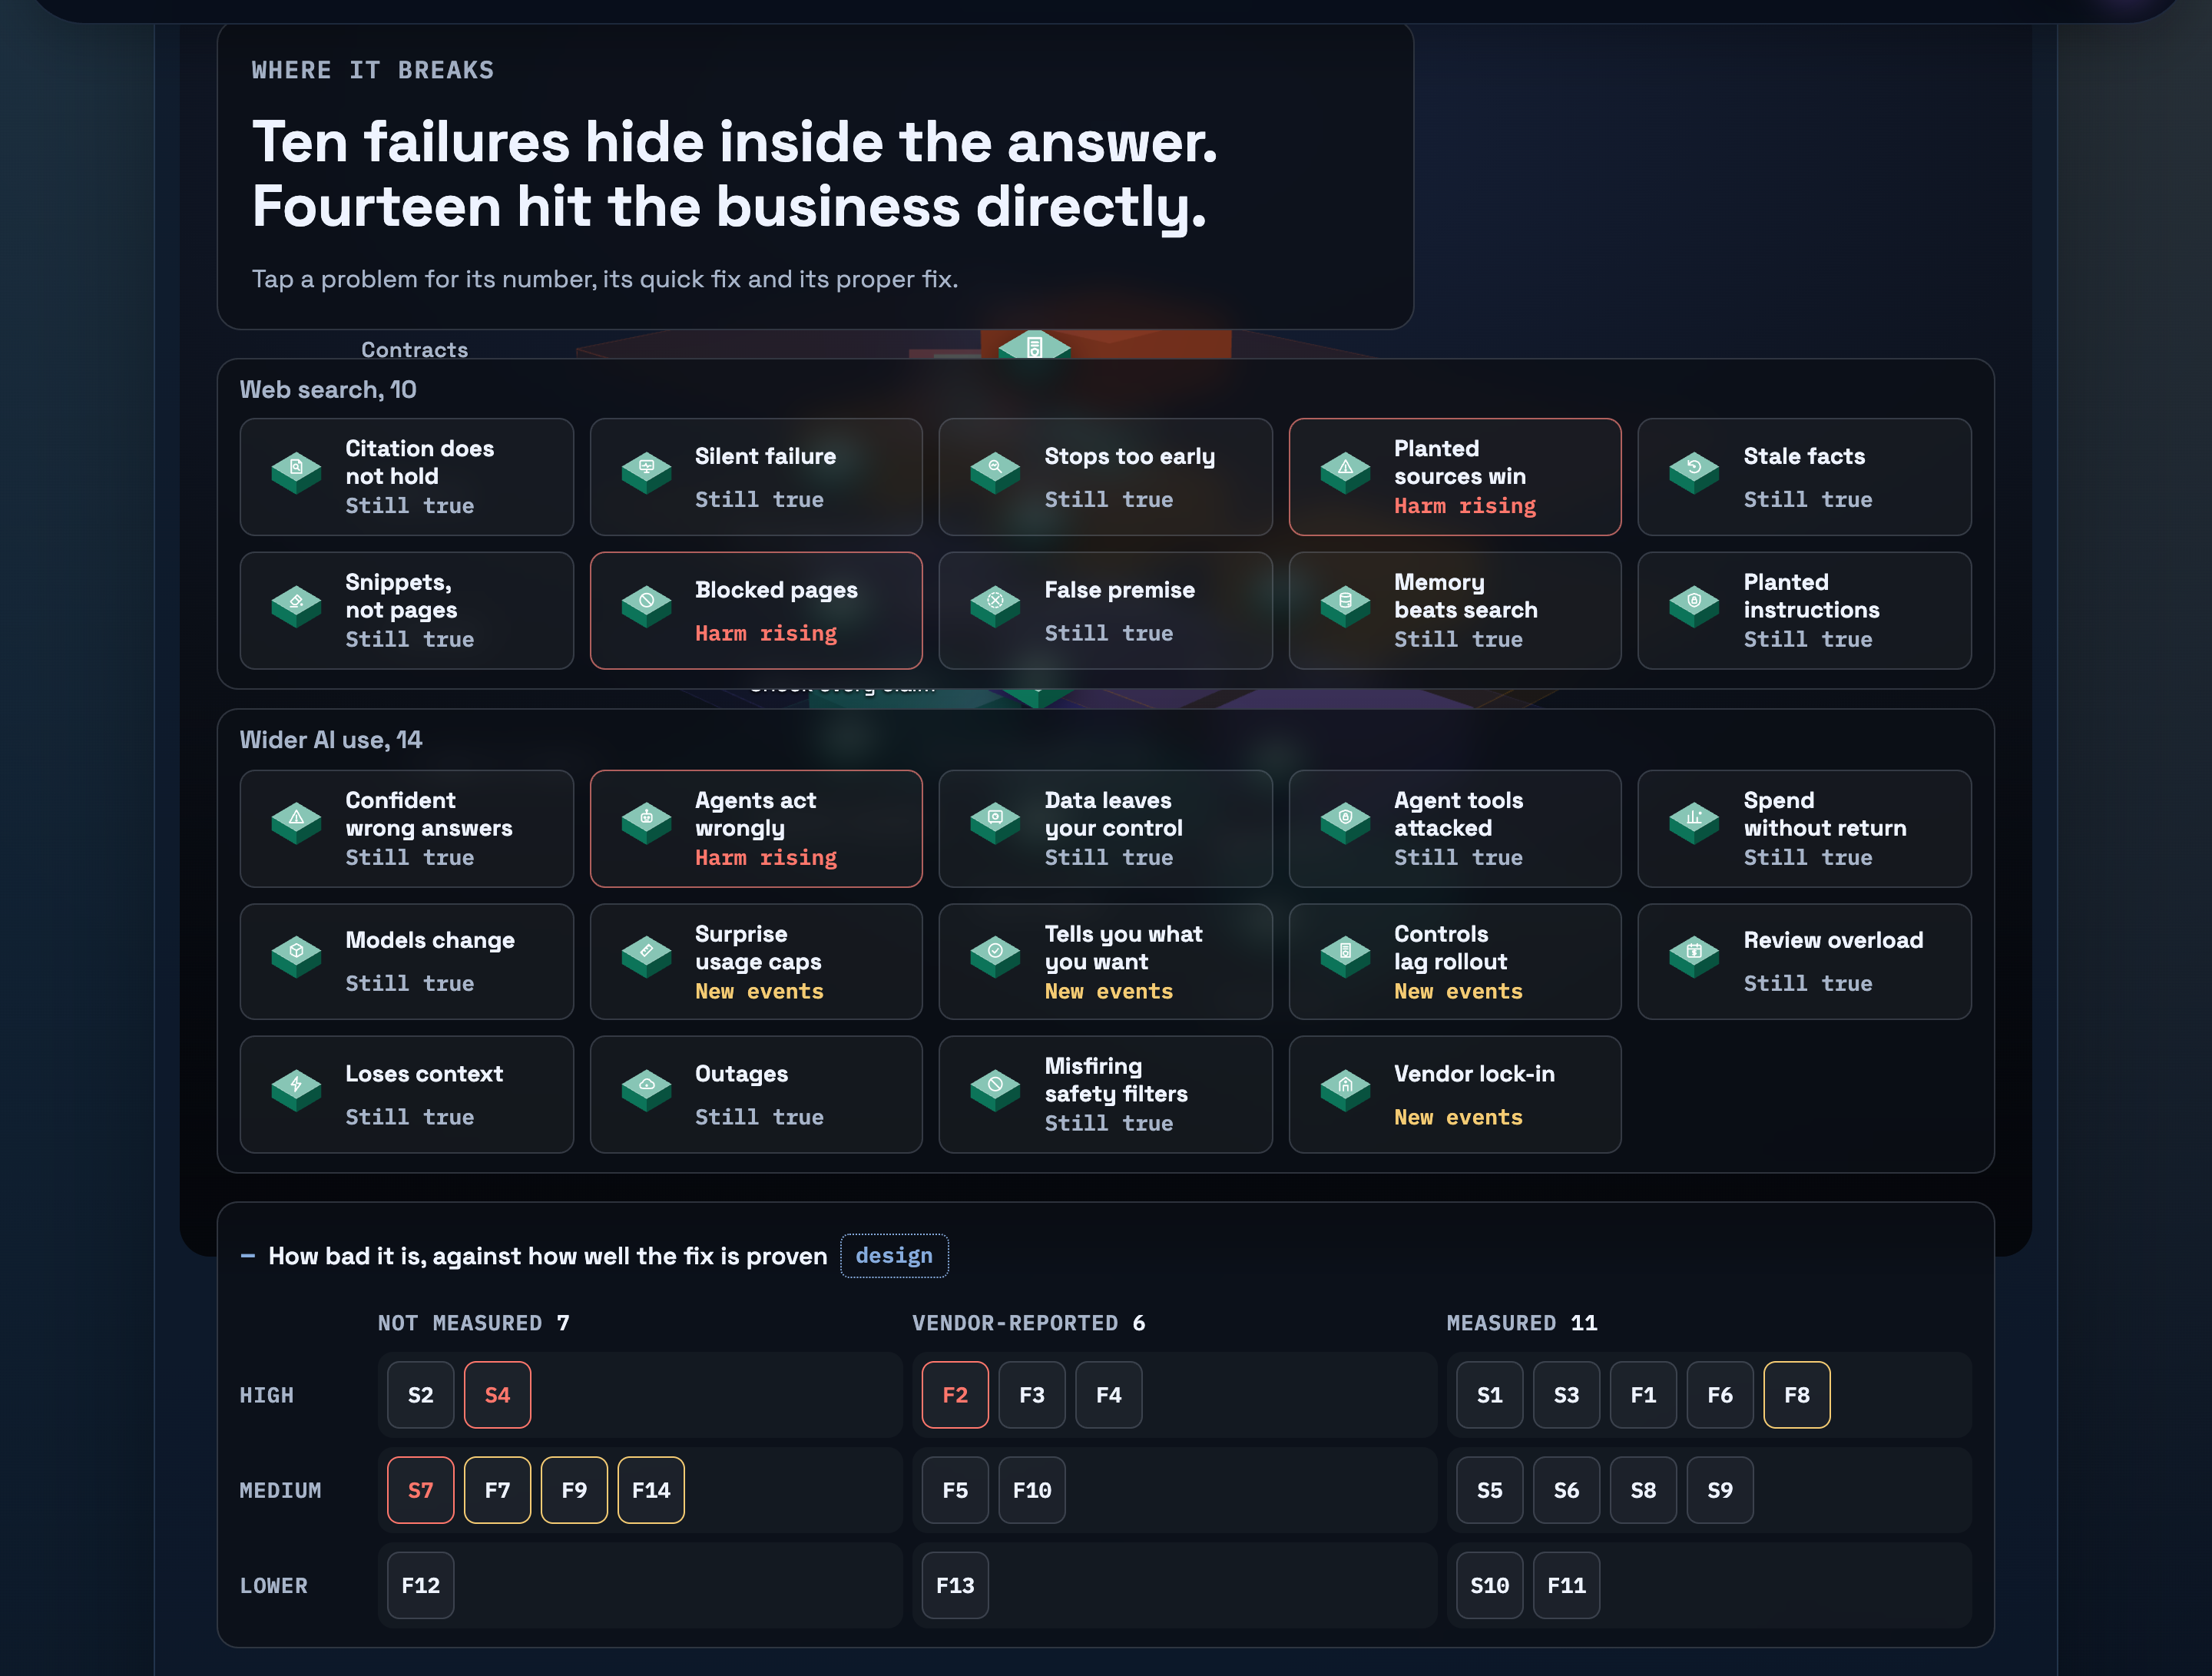 WHERE IT BREAKS
Ten failures hide inside the answer.
Fourteen hit the business directly.
Tap a problem for its number, its quick fix and its proper fix.
Contracts
Web search, 10
Citation does
not hold
Still true
Silent failure
Still true
Stops too early
Still true
Planted
sources win
Harm rising
Stale facts
Still true
Snippets,
not pages
Still true
Blocked pages
Harm rising
False premise
Still true
Memory
beats search
Still true
Planted
instructions
Still true
Check every claim
Wider AI use, 14
Confident
wrong answers
Still true
Agents act
wrongly
Harm rising
Data leaves
your control
Still true
Agent tools
attacked
Still true
Spend
without return
Still true
Models change
Still true
Surprise
usage caps
New events
Tells you what
you want
New events
Controls
lag rollout
New events
Review overload
Still true
Loses context
Still true
Outages
Still true
Misfiring
safety filters
Still true
Vendor lock-in
New events
– How bad it is, against how well the fix is proven design
NOT MEASURED 7 VENDOR-REPORTED 6 MEASURED 11
HIGH S2 S4 F2 F3 F4 S1 S3 F1 F6 F8
MEDIUM S7 F7 F9 F14 F5 F10 S5 S6 S8 S9
LOWER F12 F13 S10 F11